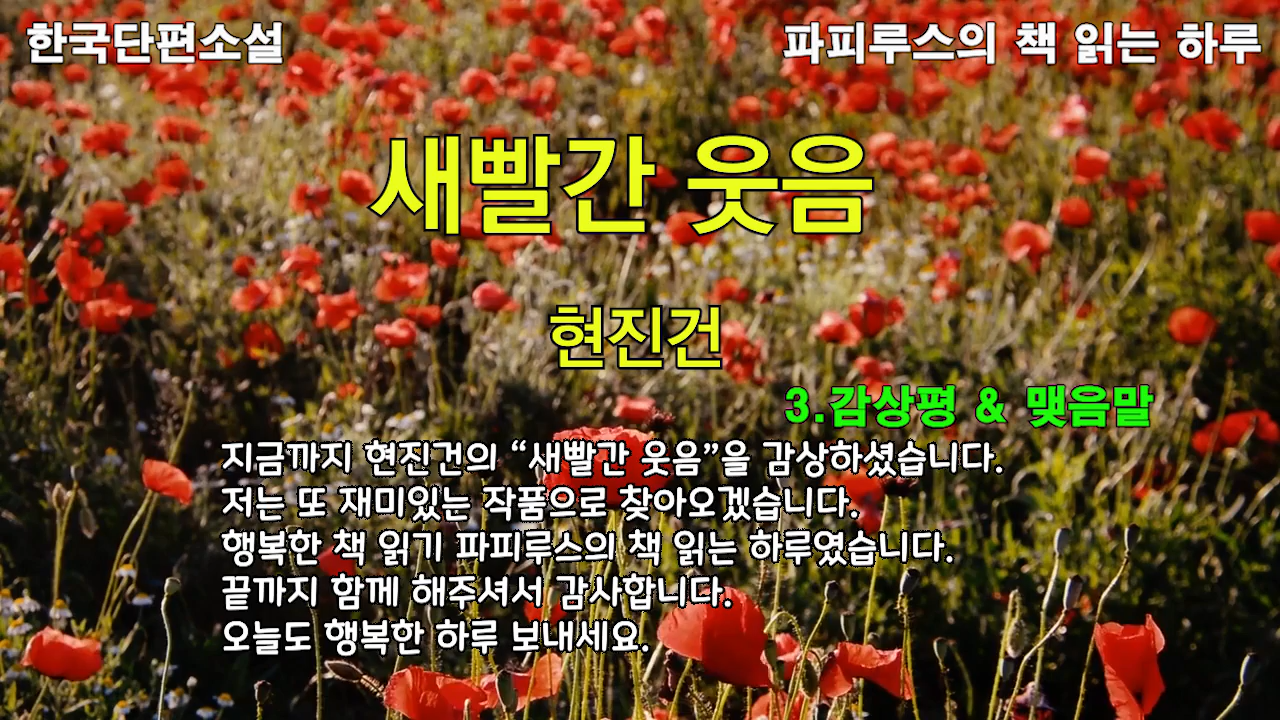 한국단편소설
파피루스의 책 읽는 하루
새빨간 웃음
현진건
3.감상평 & 맺음말
지금까지 현진건의 “새빨간 웃음”을 감상하셨습니다.
저는 또 재미있는 작품으로 찾아오겠습니다.
행복한 책 읽기 파피루스의 책 읽는 하루였습니다.
끝까지 함께 해주셔서 감사합니다.
오늘도 행복한 하루 보내세요.